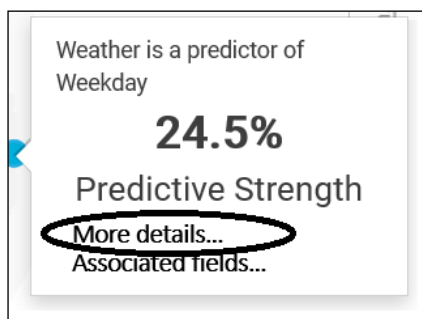 Weather is a predictor of
Weekday
24.5%
Predictive Strength
More details...
Associated fields...